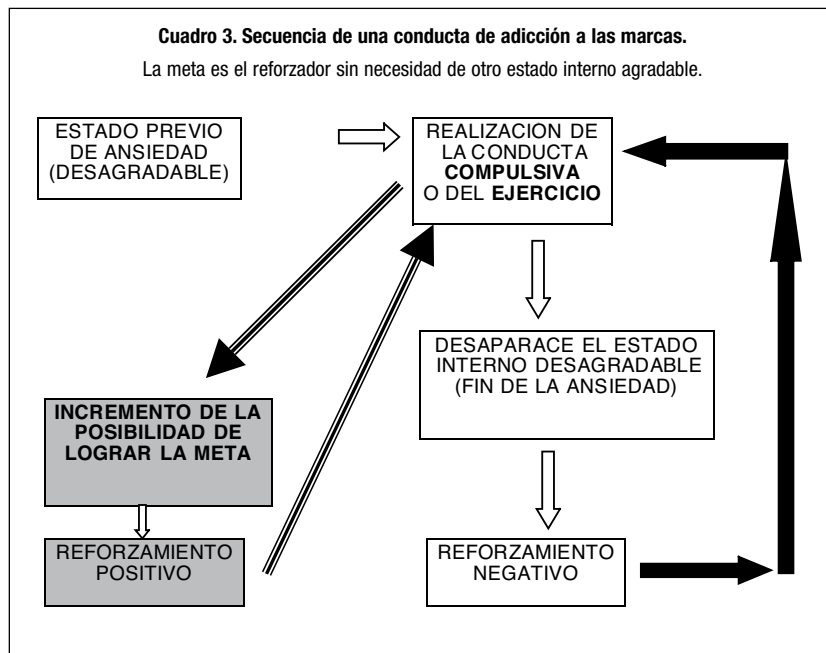 Cuadro 3. Secuencia de una conducta de adicción a las marcas.
La meta es el reforzador sin necesidad de otro estado interno agradable.
ESTADO PREVIO
DE ANSIEDAD
(DESAGRADABLE)
REALIZACION DE
LA CONDUCTA
COMPULSIVA
O DEL EJERCICIO
DESAPARACE EL ESTADO
INTERNO DESAGRADABLE
(FIN DE LA ANSIEDAD)
INCREMENTO DE LA
POSIBILIDAD DE
LOGRAR LA META
REFORZAMIENTO
POSITIVO
REFORZAMIENTO
NEGATIVO